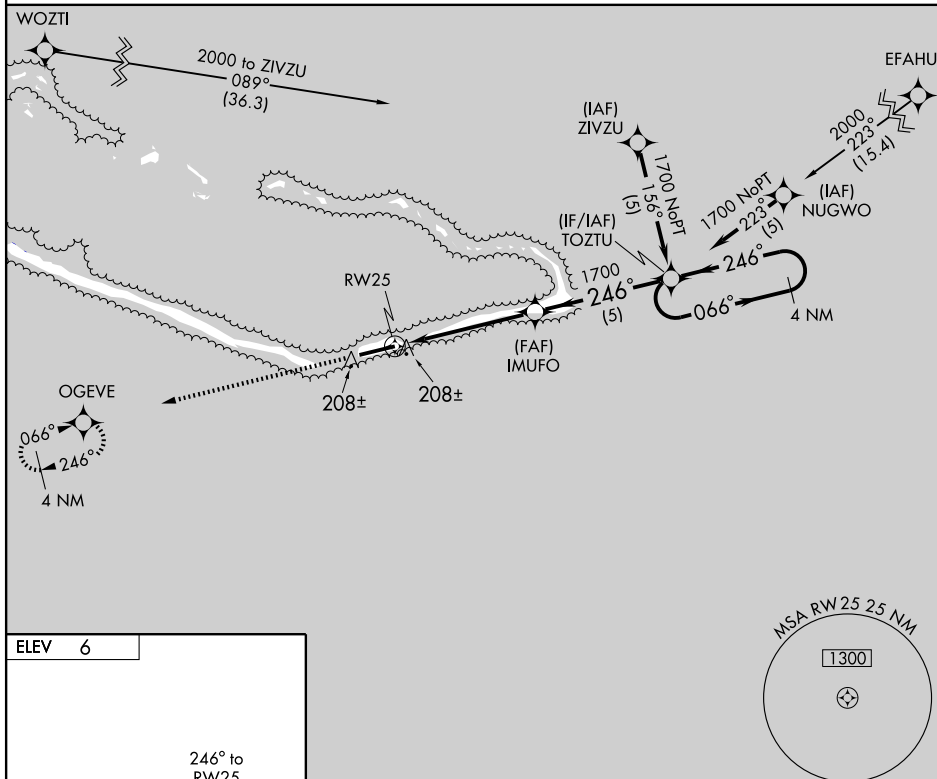 WOZTI
2000 to ZIVZU
089°
(36.3)
EFAHU
2000
223°
(15.4)
(IAF)
ZIVZU
1700 NoPT
156°
(5)
(IAF)
NUGWO
1700 NoPT
223°
(5)
(IF/IAF)
TOZTU
246°
066°
4 NM
1700
246°
(5)
RW25
(FAF)
IMUFO
208±
208±
OGEVE
066°
246°
4 NM
MSA RW25 25 NM
1300
ELEV 6
246° to
RW25